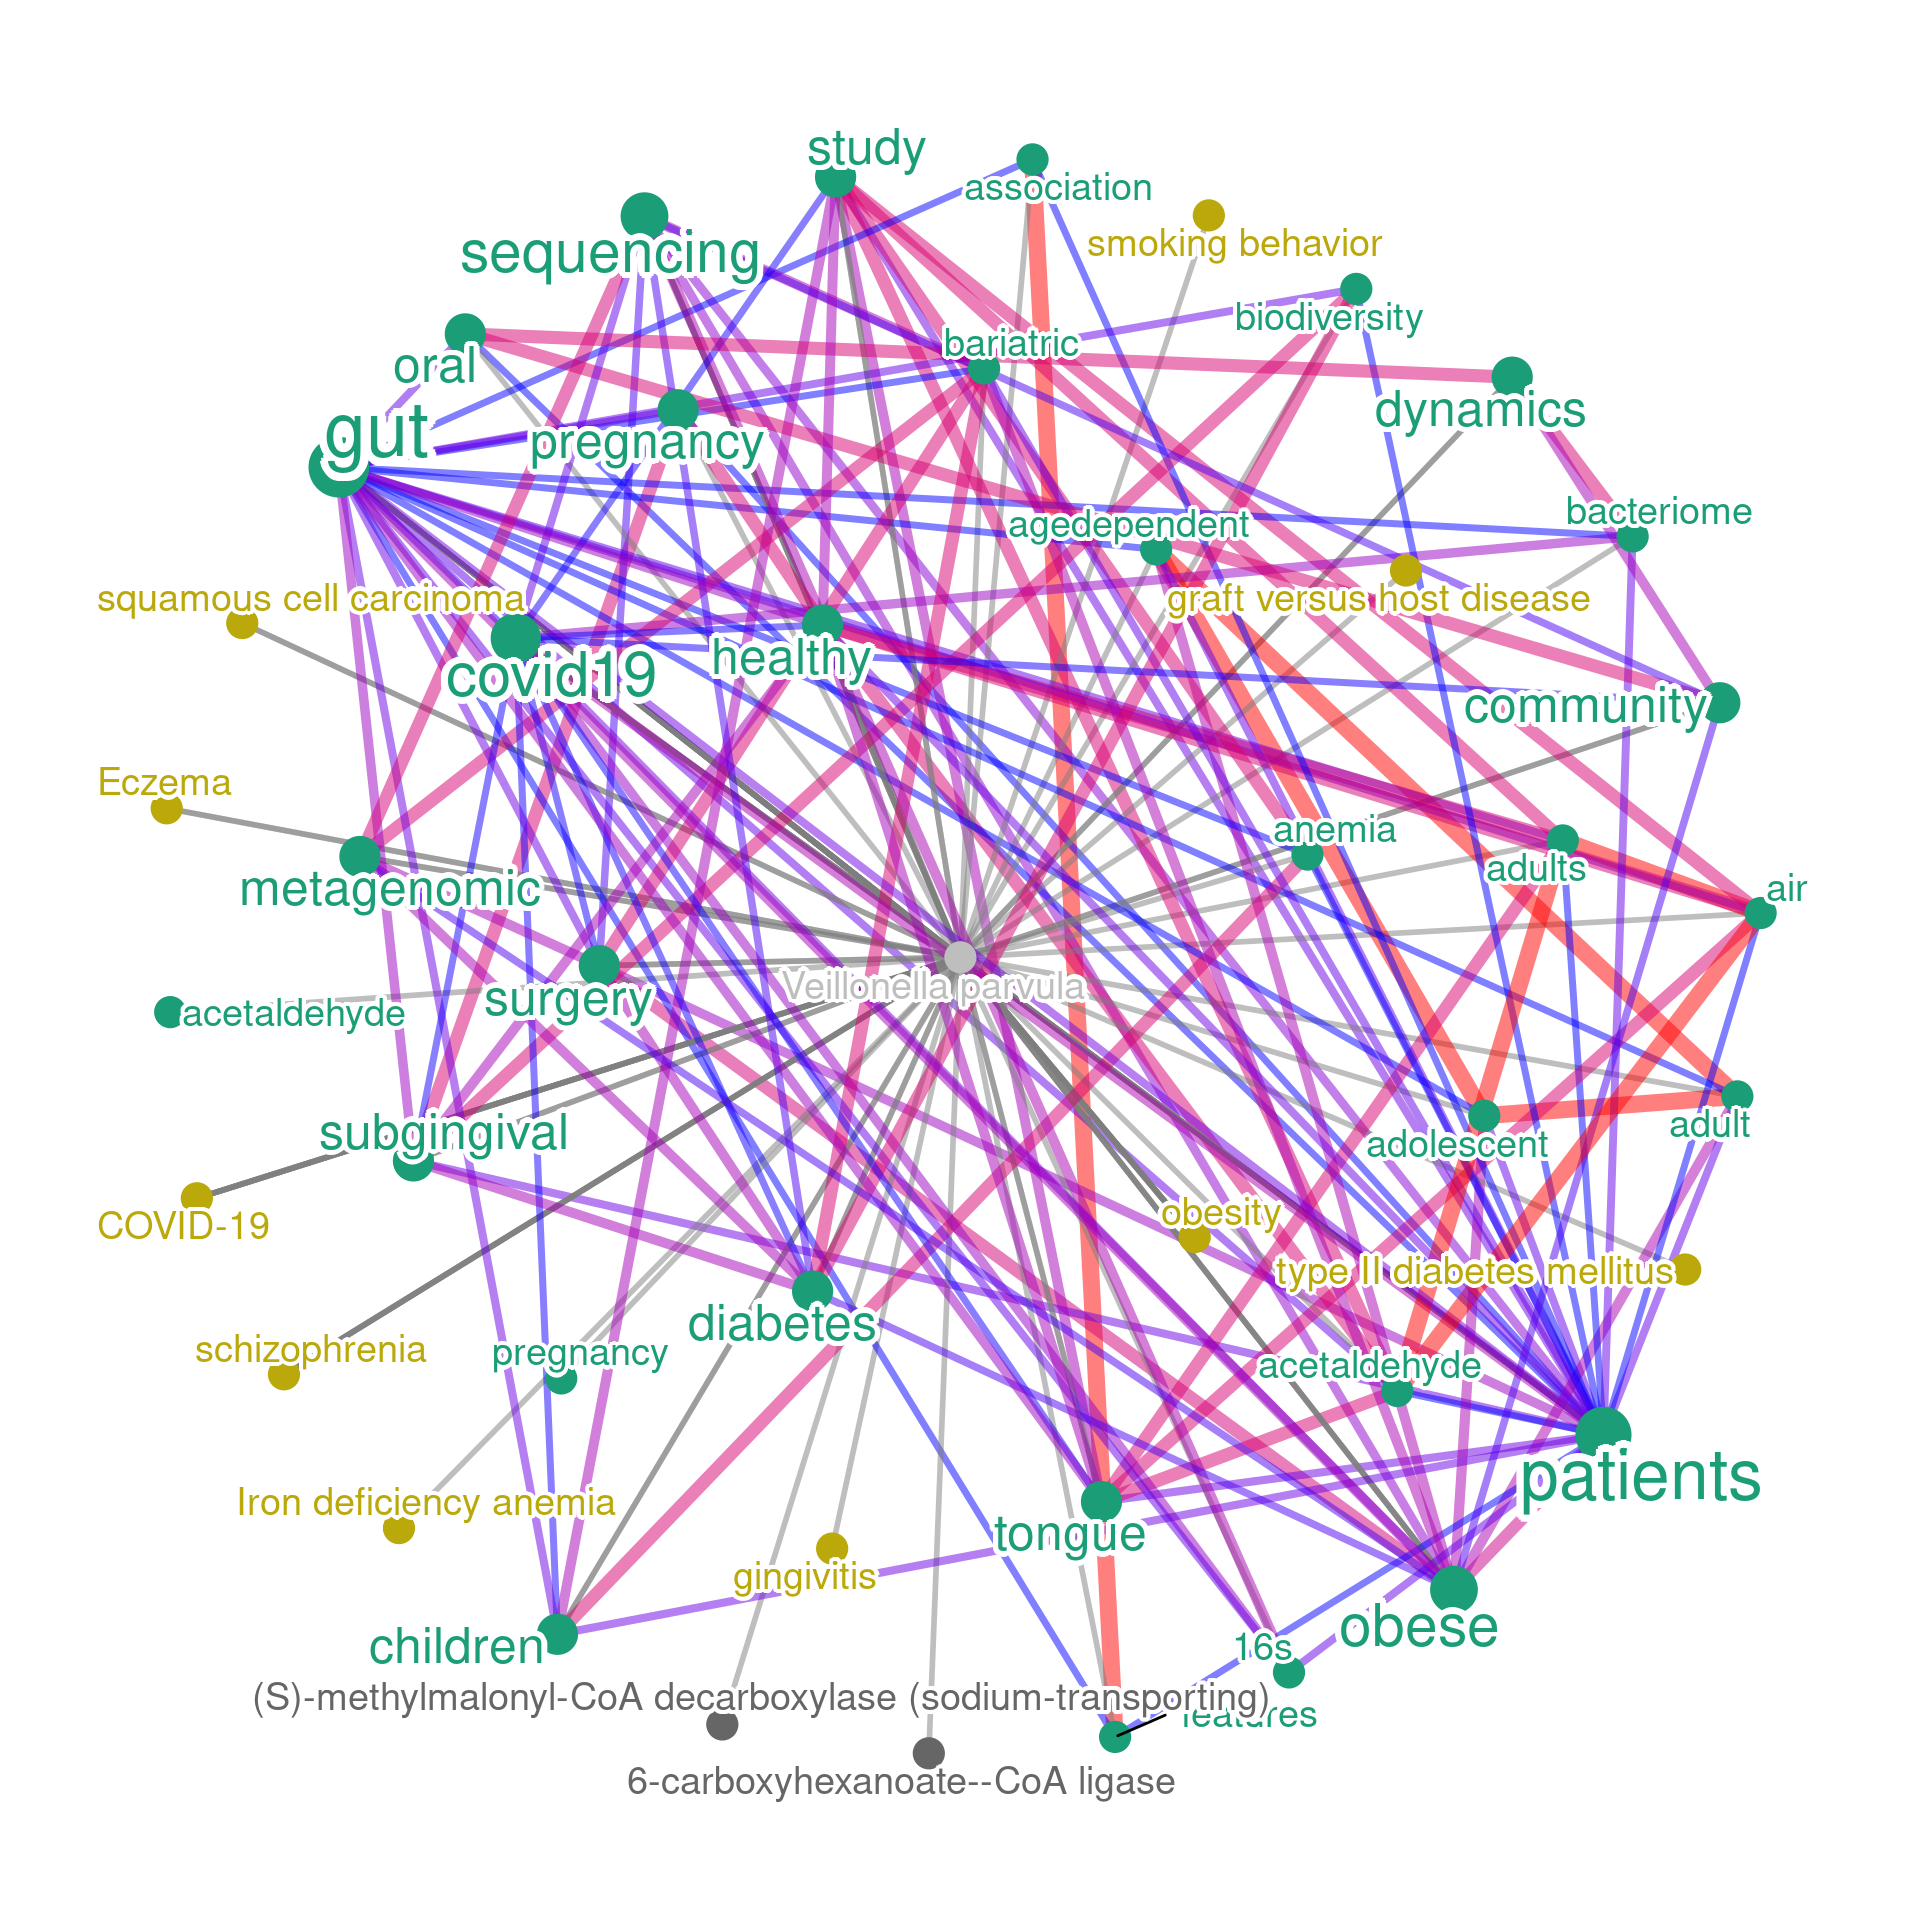 study
association
sequencing
smoking behavior
biodiversity
bariatric
oral
dynamics
gut
pregnancy
bacteriome
agedependent
squamous cell carcinoma
graft versus host disease
healthy
covid19
community
Eczema
anemia
adults
metagenomic
air
Veillonella parvula
surgery
acetaldehyde
subgingival
adult
adolescent
obesity
COVID-19
type II diabetes mellitus
diabetes
schizophrenia
pregnancy
acetaldehyde
patients
Iron deficiency anemia
tongue
gingivitis
obese
children
16s
(S)-methylmalonyl-CoA decarboxylase (sodium-transporting)
features
6-carboxyhexanoate--CoA ligase